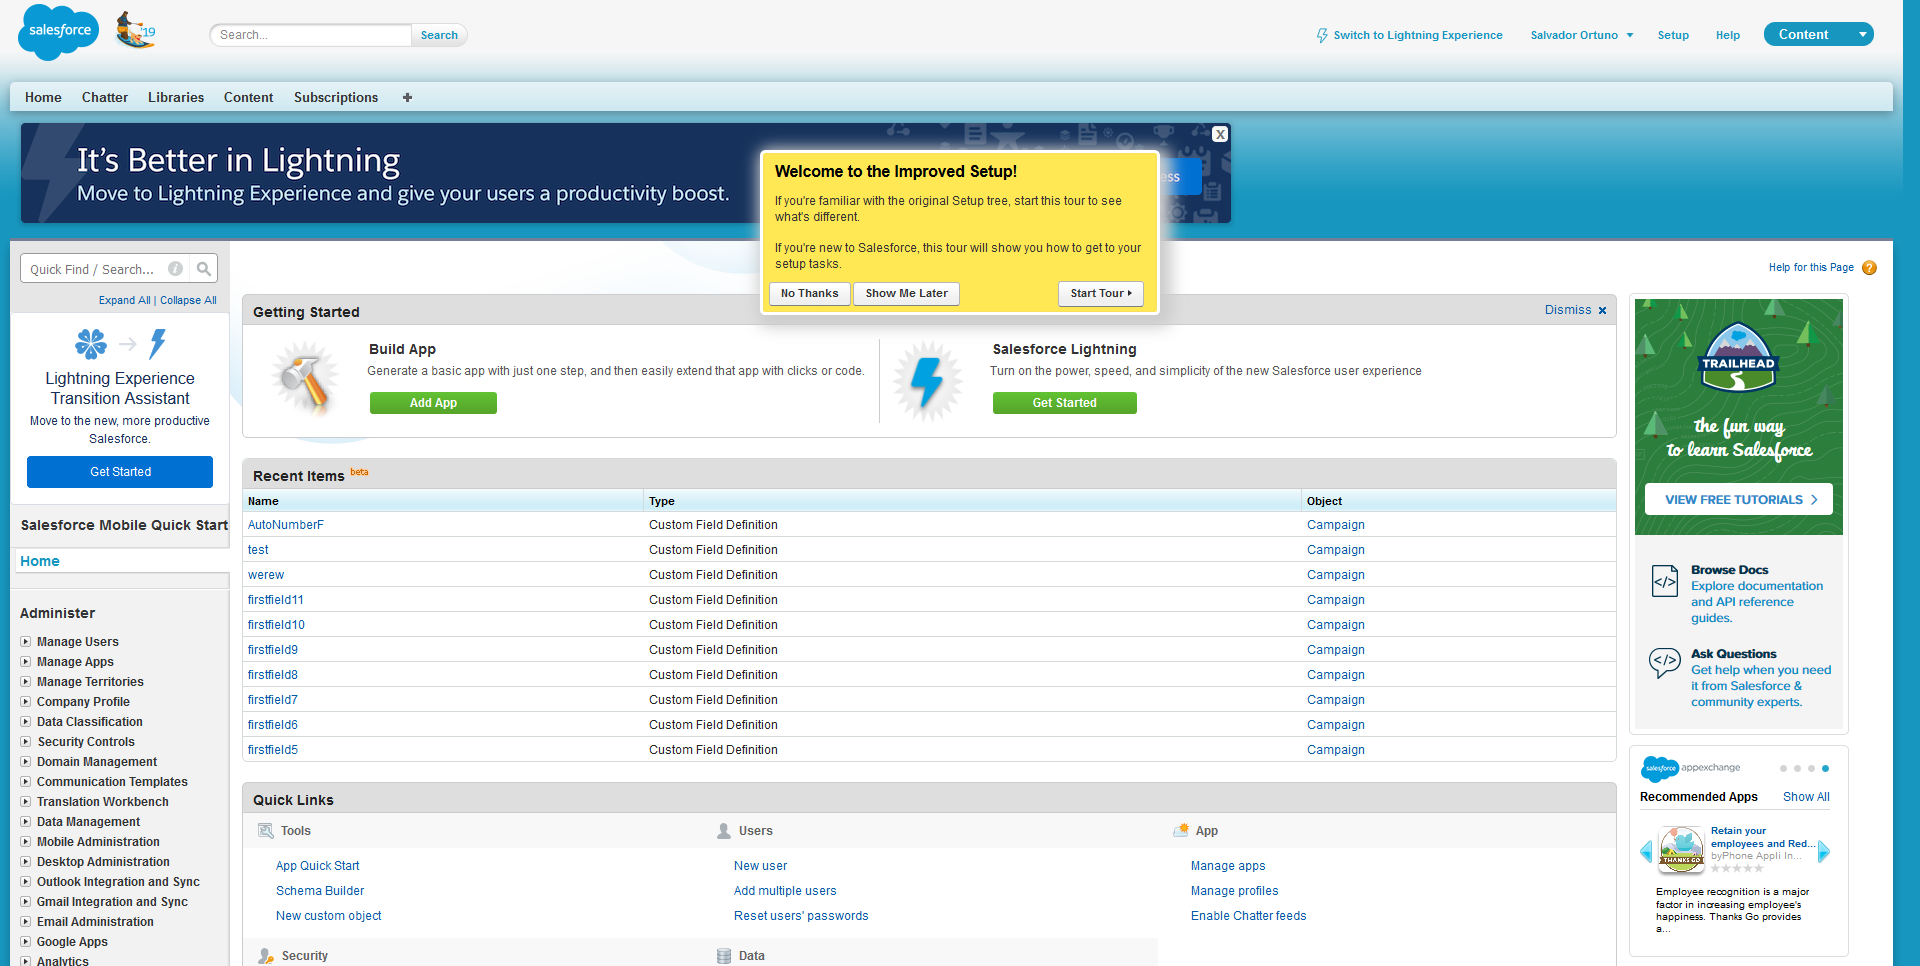 salesforce
'19
Search...
Search
Switch to Lightning Experience
Salvador Ortuno
Setup
Help
Content
Home
Chatter
Libraries
Content
Subscriptions
+
It's Better in Lightning
Move to Lightning Experience and give your users a productivity boost.
X
ess
Welcome to the Improved Setup!
If you're familiar with the original Setup tree, start this tour to see
what's different.
If you're new to Salesforce, this tour will show you how to get to your
setup tasks.
No Thanks
Show Me Later
Start Tour
Quick Find / Search...
i
Expand All | Collapse All
Lightning Experience
Transition Assistant
Move to the new, more productive
Salesforce.
Get Started
Salesforce Mobile Quick Start
Home
Administer
Manage Users
Manage Apps
Manage Territories
Company Profile
Data Classification
Security Controls
Domain Management
Communication Templates
Translation Workbench
Data Management
Mobile Administration
Desktop Administration
Outlook Integration and Sync
Gmail Integration and Sync
Email Administration
Google Apps
Analytics
Help for this Page
?
Getting Started
Dismiss x
Build App
Generate a basic app with just one step, and then easily extend that app with clicks or code.
Add App
Salesforce Lightning
Turn on the power, speed, and simplicity of the new Salesforce user experience
Get Started
Recent Items beta
Name Type Object
AutoNumberF Custom Field Definition Campaign
test Custom Field Definition Campaign
werew Custom Field Definition Campaign
firstfield11 Custom Field Definition Campaign
firstfield10 Custom Field Definition Campaign
firstfield9 Custom Field Definition Campaign
firstfield8 Custom Field Definition Campaign
firstfield7 Custom Field Definition Campaign
firstfield6 Custom Field Definition Campaign
firstfield5 Custom Field Definition Campaign
Quick Links
Tools
App Quick Start
Schema Builder
New custom object
Users
New user
Add multiple users
Reset users' passwords
App
Manage apps
Manage profiles
Enable Chatter feeds
Security
Data
TRAILHEAD
the fun way
to learn Salesforce
VIEW FREE TUTORIALS
</>
Browse Docs
Explore documentation
and API reference
guides.
</>
Ask Questions
Get help when you need
it from Salesforce &
community experts.
salesforce appexchange
Recommended Apps
Show All
THANKS GO
Retain your
employees and Red...
byPhone Appli In...
Employee recognition is a major
factor in increasing employee's
happiness. Thanks Go provides
a...